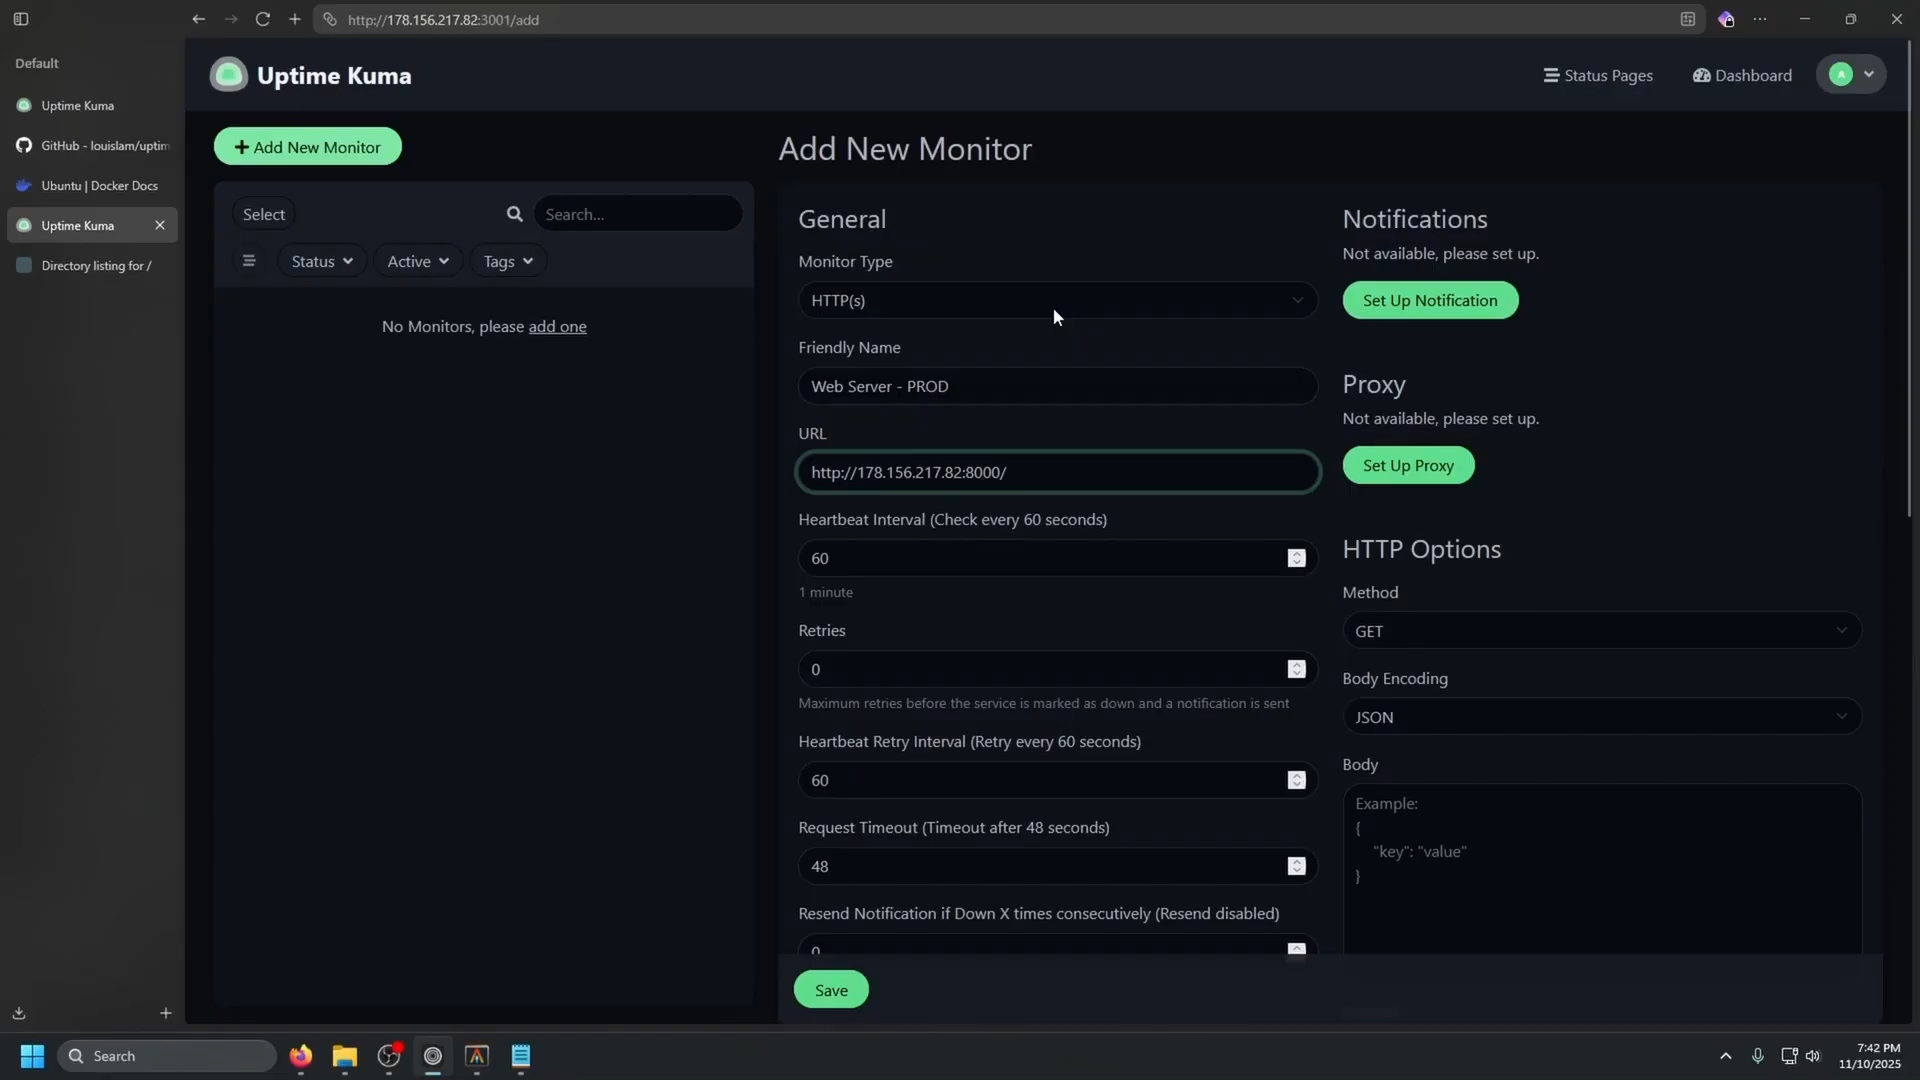 http://178.156.217.82:3001/add
Default
Uptime Kuma
GitHub - louislam/uptim
Ubuntu | Docker Docs
Uptime Kuma
Directory listing for /
Uptime Kuma
Status Pages
Dashboard
A
Add New Monitor
Select
Search...
Status
Active
Tags
No Monitors, please add one
Add New Monitor
General
Monitor Type
HTTP(s)
Friendly Name
Web Server - PROD
URL
http://178.156.217.82:8000/
Heartbeat Interval (Check every 60 seconds)
60
1 minute
Retries
0
Maximum retries before the service is marked as down and a notification is sent
Heartbeat Retry Interval (Retry every 60 seconds)
60
Request Timeout (Timeout after 48 seconds)
48
Resend Notification if Down X times consecutively (Resend disabled)
0
Save
Notifications
Not available, please set up.
Set Up Notification
Proxy
Not available, please set up.
Set Up Proxy
HTTP Options
Method
GET
Body Encoding
JSON
Body
Example:
{
"key": "value"
}
Search
7:42 PM
11/10/2025